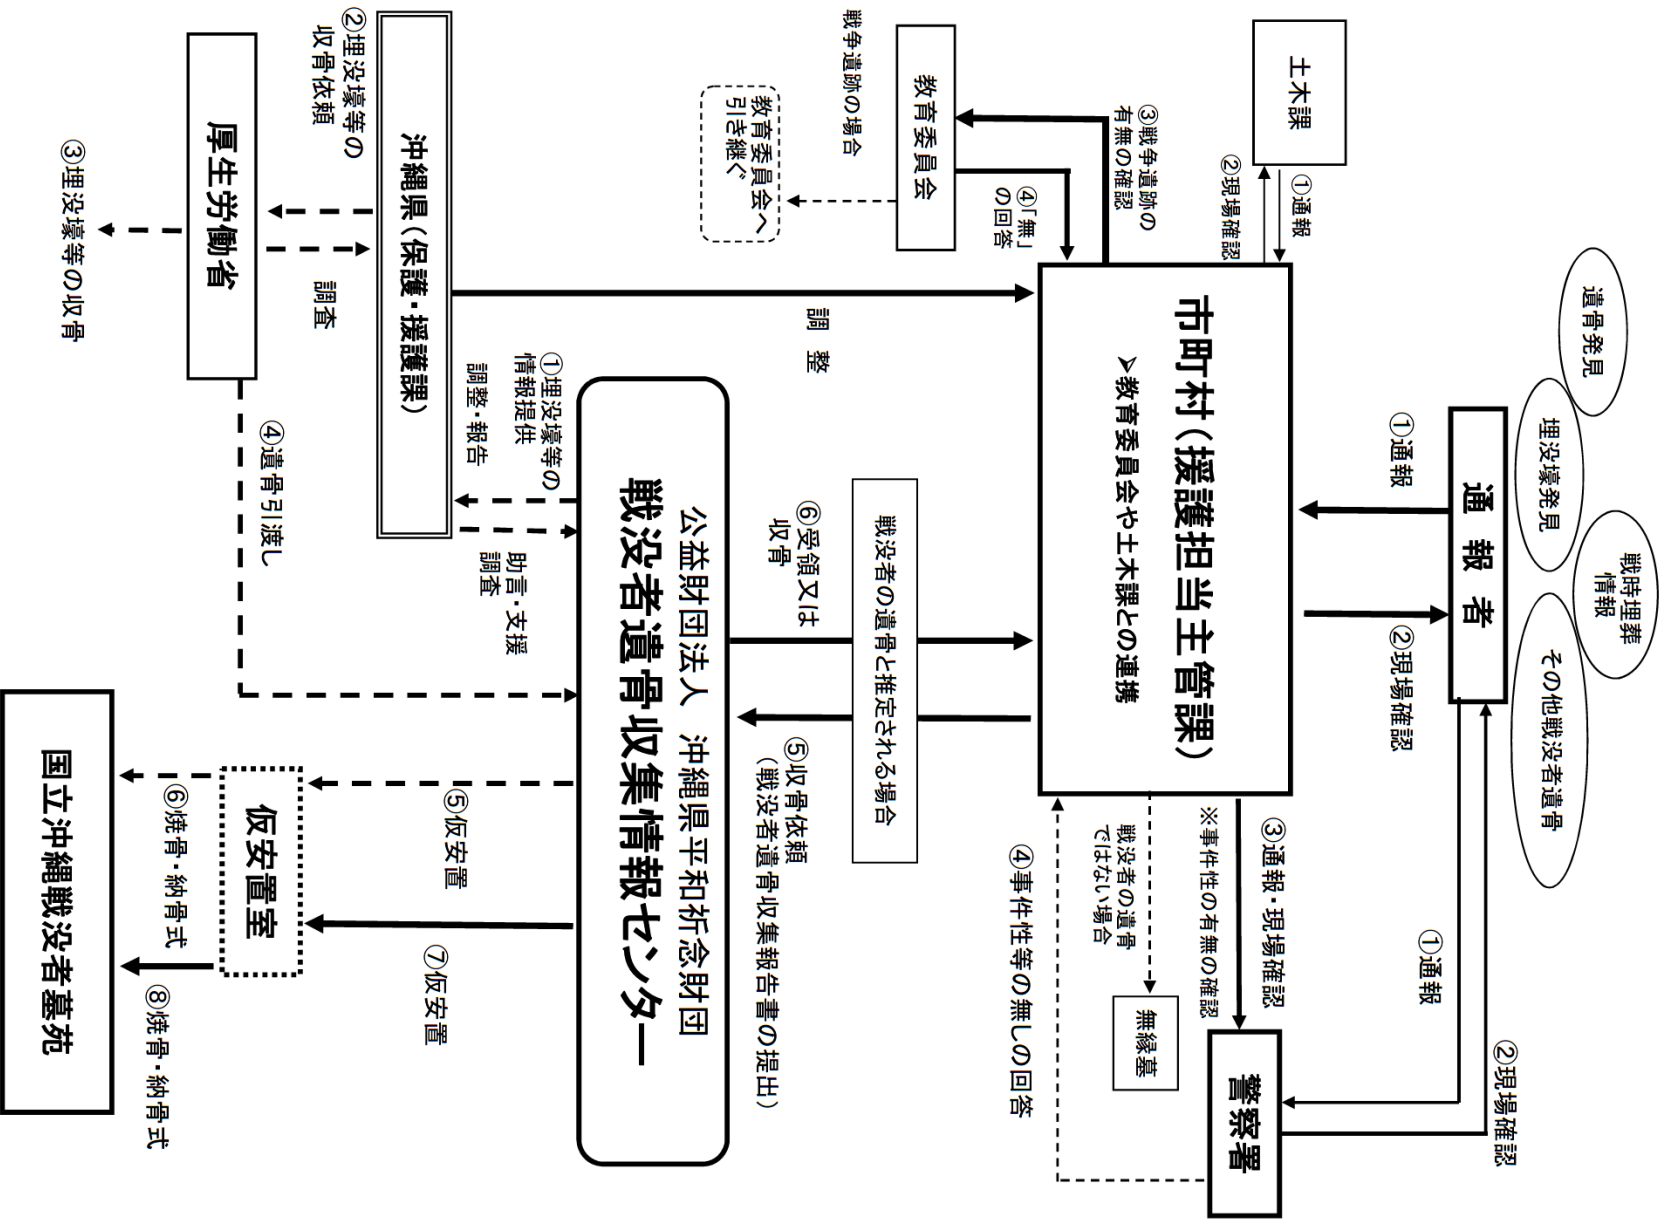 遺骨発見
埋没壕発見
戦時埋葬
情報
その他戦没者遺骨
通報者
①通報
②現場確認
①通報
②現場確認
土木課
①通報
②現場確認
市町村（援護担当主管課）
➢教育委員会や土木課との連携
③通報・現場確認
※事件性の有無の確認
警察署
戦没者の遺骨
ではない場合
無縁墓
④事件性等の無しの回答
③戦争遺跡の
有無の確認
④「無」
の回答
教育委員会
戦争遺跡の場合
教育委員会へ
引き継ぐ
調　整
戦没者の遺骨と推定される場合
⑥受領又は
収骨
⑤収骨依頼
（戦没者遺骨収集報告書の提出）
公益財団法人　沖縄県平和祈念財団
戦没者遺骨収集情報センター
①埋没壕等の
情報提供
調整・報告
助言・支援
調査
沖縄県（保護・援護課）
②埋没壕等の
収骨依頼
調査
厚生労働省
③埋没壕等の収骨
④遺骨引渡し
⑤仮安置
⑦仮安置
仮安置室
⑥焼骨・納骨式
⑧焼骨・納骨式
国立沖縄戦没者墓苑